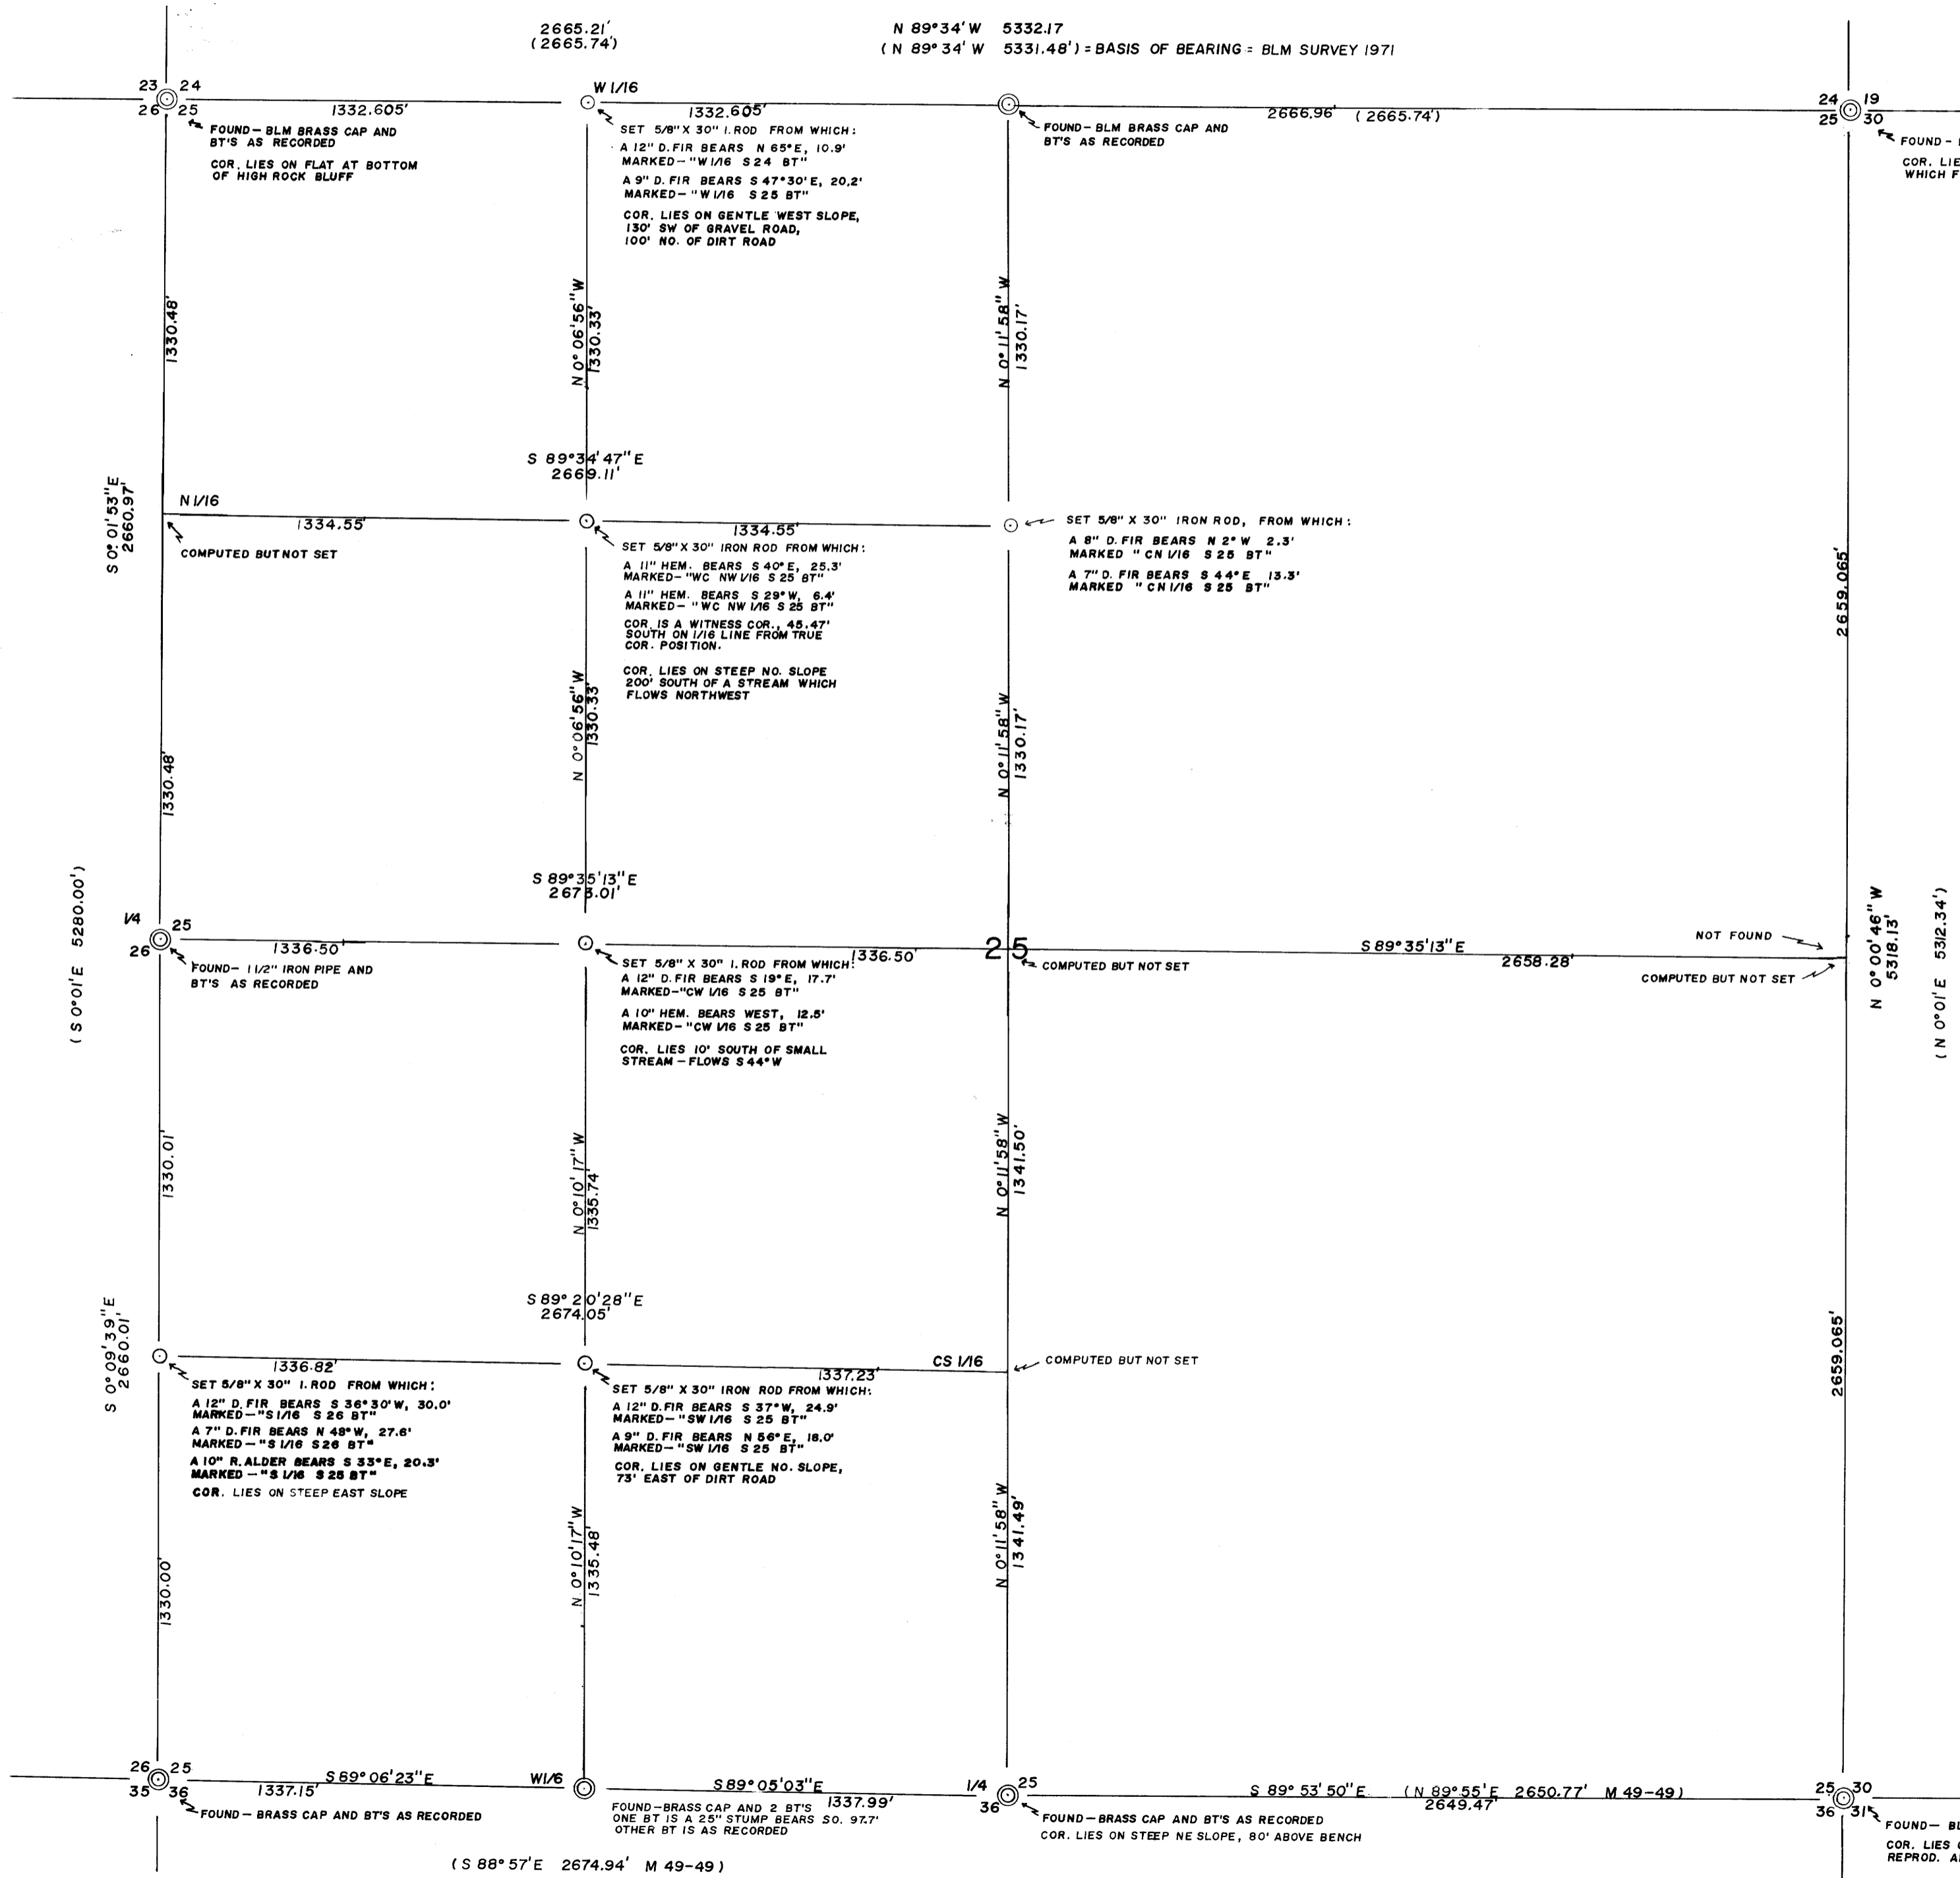 2665.21'
(2665.74')
N 89°34'W 5332.17
(N 89°34'W 5331.48') = BASIS OF BEARING = BLM SURVEY 1971
23 24
26 25
1332.605'
W 1/16
1332.605'
2666.96' (2665.74')
24 19
25 30
FOUND- BLM BRASS CAP AND
BT'S AS RECORDED
COR. LIES ON FLAT AT BOTTOM
OF HIGH ROCK BLUFF
SET 5/8" X 30" I.ROD FROM WHICH:
A 12" D.FIR BEARS N 65°E, 10.9'
MARKED-"W 1/16 S 24 BT"
A 9" D. FIR BEARS S 47°30'E, 20.2'
MARKED-"W 1/16 S 25 BT"
COR. LIES ON GENTLE WEST SLOPE,
130' SW OF GRAVEL ROAD,
100' NO. OF DIRT ROAD
FOUND-BLM BRASS CAP AND
BT'S AS RECORDED
FOUND -
COR. LIE
WHICH F
1330.48'
N 0°06'56"W
1330.33'
N 0°11'58"W
1330.17'
S 89°34'47"E
2669.11'
S 0°01'53"E
2660.97'
N 1/16
1334.55'
1334.55'
COMPUTED BUT NOT SET
SET 5/8" X 30" IRON ROD FROM WHICH:
A 11" HEM. BEARS S 40°E, 25.3'
MARKED-"WC NW 1/16 S 25 BT"
A 11" HEM. BEARS S 29°W, 6.4'
MARKED-"WC NW 1/16 S 25 BT"
COR. IS A WITNESS COR., 45.47'
SOUTH ON 1/16 LINE FROM TRUE
COR. POSITION.
COR. LIES ON STEEP NO. SLOPE
200' SOUTH OF A STREAM WHICH
FLOWS NORTHWEST
SET 5/8" X 30" IRON ROD, FROM WHICH:
A 8" D. FIR BEARS N 2°W 2.3'
MARKED "CN 1/16 S 25 BT"
A 7" D. FIR BEARS S 44°E 13.3'
MARKED "CN 1/16 S 25 BT"
2659.065'
1330.48'
N 0°06'56"W
1330.33'
N 0°11'58"W
1330.17'
S 89°35'13"E
2673.01'
(S 0°01'E 5280.00')
1/4 25
26
1336.50'
1336.50'
25
S 89°35'13"E
2658.28'
NOT FOUND
COMPUTED BUT NOT SET
N 0°00'46"W
5318.13'
(N 0°01'E 5312.34')
FOUND- 1 1/2" IRON PIPE AND
BT'S AS RECORDED
SET 5/8" X 30" I.ROD FROM WHICH:
A 12" D. FIR BEARS S 19°E, 17.7'
MARKED-"CW 1/16 S 25 BT"
A 10" HEM. BEARS WEST, 12.5'
MARKED-"CW 1/16 S 25 BT"
COR. LIES 10' SOUTH OF SMALL
STREAM-FLOWS S 44°W
COMPUTED BUT NOT SET
1330.01'
N 0°10'17"W
1335.74'
N 0°11'58"W
1341.50'
S 89°20'28"E
2674.05'
S 0°09'39"E
2660.01'
1336.82'
1337.23'
CS 1/16
COMPUTED BUT NOT SET
2659.065'
SET 5/8" X 30" I.ROD FROM WHICH:
A 12" D. FIR BEARS S 36°30'W, 30.0'
MARKED-"S 1/16 S 26 BT"
A 7" D. FIR BEARS N 48°W, 27.6'
MARKED-"S 1/16 S 26 BT"
A 10" R.ALDER BEARS S 33°E, 20.3'
MARKED-"S 1/16 S 25 BT"
COR. LIES ON STEEP EAST SLOPE
SET 5/8" X 30" IRON ROD FROM WHICH:
A 12" D.FIR BEARS S 37°W, 24.9'
MARKED-"SW 1/16 S 25 BT"
A 9" D. FIR BEARS N 56°E, 18.0'
MARKED-"SW 1/16 S 25 BT"
COR. LIES ON GENTLE NO. SLOPE,
73' EAST OF DIRT ROAD
1330.00'
N 0°10'17"W
1335.48'
N 0°11'58"W
1341.49'
26 25
35 36
1337.15'
S 89°06'23"E
W1/6
S 89°05'03"E
1337.99'
1/4 25
36
S 89°53'50"E (N 89°55'E 2650.77' M 49-49)
2649.47'
25 30
36 31
FOUND-BRASS CAP AND BT'S AS RECORDED
FOUND-BRASS CAP AND 2 BT'S
ONE BT IS A 25" STUMP BEARS SO. 97.7'
OTHER BT IS AS RECORDED
FOUND-BRASS CAP AND BT'S AS RECORDED
COR. LIES ON STEEP NE SLOPE, 80' ABOVE BENCH
FOUND- BL
COR. LIES
REPROD. A
(S 88°57'E 2674.94' M 49-49)